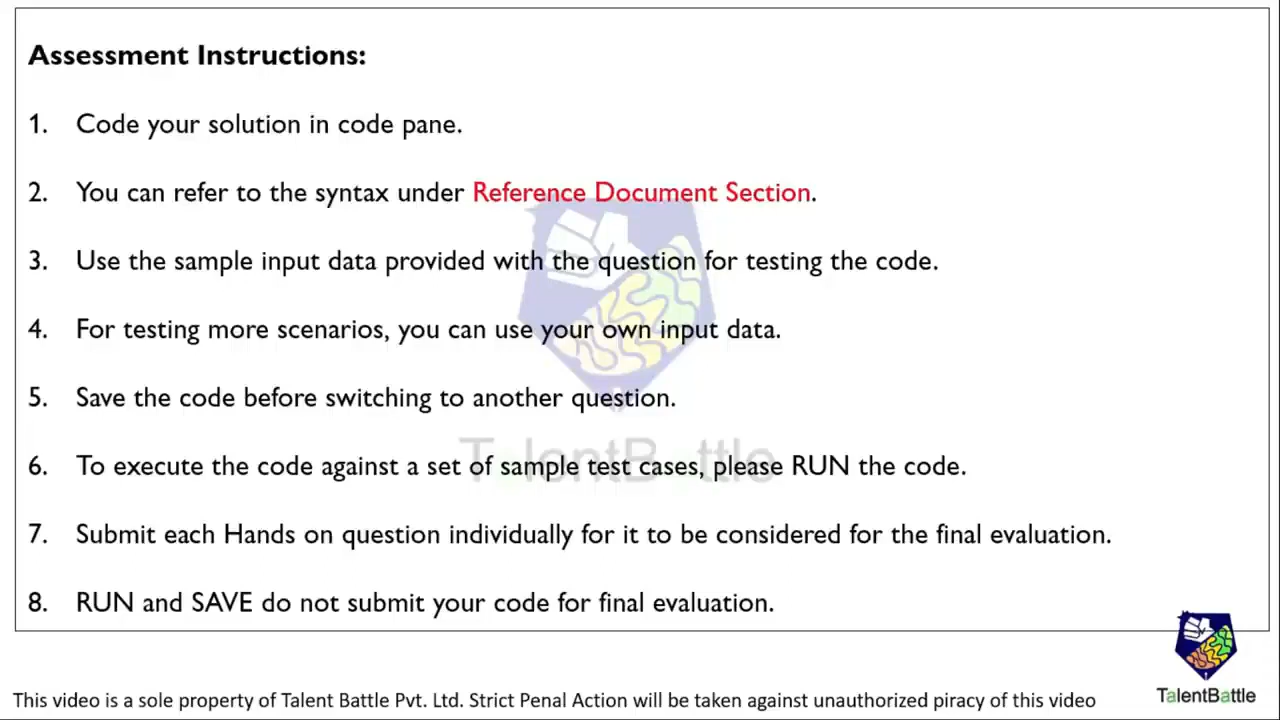 Assessment Instructions:
1. Code your solution in code pane.
2. You can refer to the syntax under Reference Document Section.
3. Use the sample input data provided with the question for testing the code.
4. For testing more scenarios, you can use your own input data.
5. Save the code before switching to another question.
6. To execute the code against a set of sample test cases, please RUN the code.
7. Submit each Hands on question individually for it to be considered for the final evaluation.
8. RUN and SAVE do not submit your code for final evaluation.
TalentBattle
TalentBattle
This video is a sole property of Talent Battle Pvt. Ltd. Strict Penal Action will be taken against unauthorized piracy of this video